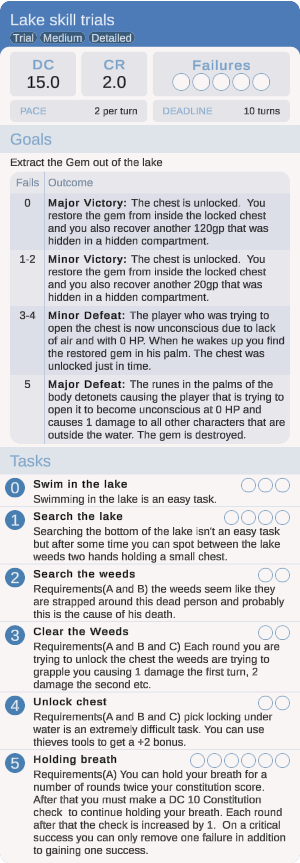 Lake skill trials
Trial Medium Detailed
DC CR Failures
15.0 2.0
PACE 2 per turn DEADLINE 10 turns
Goals
Extract the Gem out of the lake
Fails Outcome
0 Major Victory: The chest is unlocked. You
restore the gem from inside the locked chest
and you also recover another 120gp that was
hidden in a hidden compartment.
1-2 Minor Victory: The chest is unlocked. You
restore the gem from inside the locked chest
and you also recover another 20gp that was
hidden in a hidden compartment.
3-4 Minor Defeat: The player who was trying to
open the chest is now unconscious due to lack
of air and with 0 HP. When he wakes up you find
the restored gem in his palm. The chest was
unlocked just in time.
5 Major Defeat: The runes in the palms of the
body detonets causing the player that is trying to
open it to become unconscious at 0 HP and
causes 1 damage to all other characters that are
outside the water. The gem is destroyed.
Tasks
0 Swim in the lake
Swimming in the lake is an easy task.
1 Search the lake
Searching the bottom of the lake isn't an easy task
but after some time you can spot between the lake
weeds two hands holding a small chest.
2 Search the weeds
Requirements(A and B) the weeds seem like they
are strapped around this dead person and probably
this is the cause of his death.
3 Clear the Weeds
Requirements(A and B and C) Each round you are
trying to unlock the chest the weeds are trying to
grapple you causing 1 damage the first turn, 2
damage the second etc.
4 Unlock chest
Requirements(A and B and C) pick locking under
water is an extremely difficult task. You can use
thieves tools to get a +2 bonus.
5 Holding breath
Requirements(A) You can hold your breath for a
number of rounds twice your constitution score.
After that you must make a DC 10 Constitution
check to continue holding your breath. Each round
after that the check is increased by 1. On a critical
success you can only remove one failure in addition
to gaining one success.